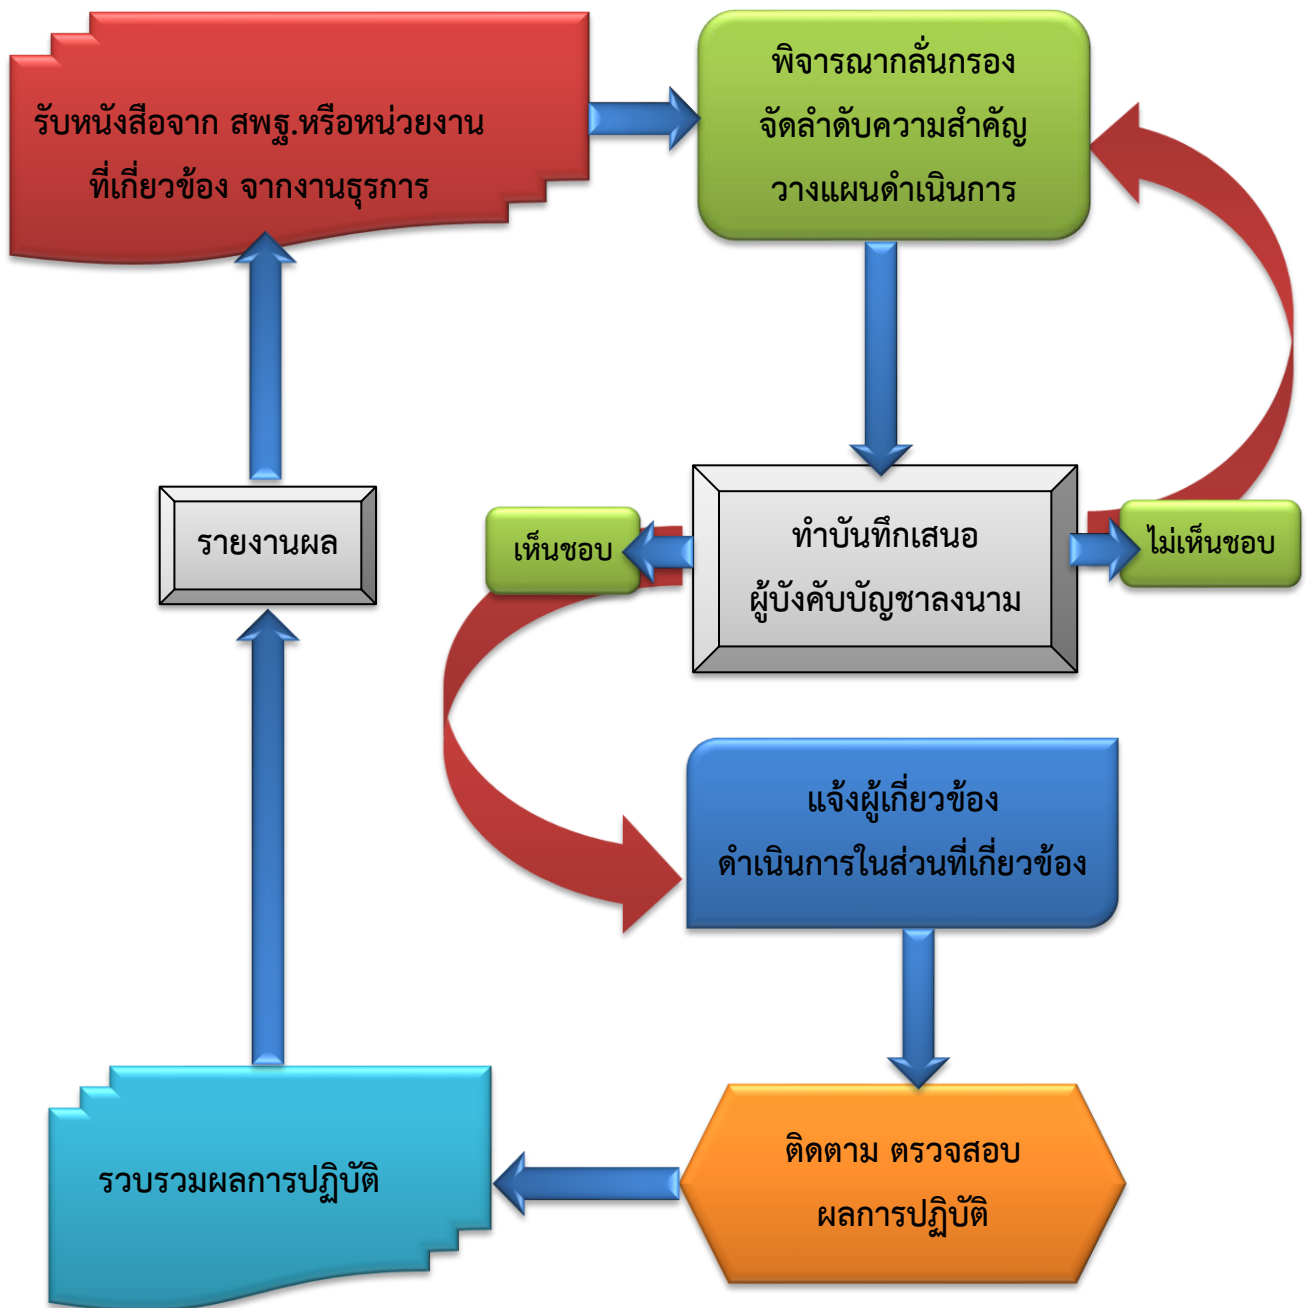 รับหนังสือจาก สพฐ.หรือหน่วยงาน
ที่เกี่ยวข้อง จากงานธุรการ
พิจารณากลั่นกรอง
จัดลำดับความสำคัญ
วางแผนดำเนินการ
ทำบันทึกเสนอ
ผู้บังคับบัญชาลงนาม
เห็นชอบ
ไม่เห็นชอบ
รายงานผล
แจ้งผู้เกี่ยวข้อง
ดำเนินการในส่วนที่เกี่ยวข้อง
ติดตาม ตรวจสอบ
ผลการปฏิบัติ
รวบรวมผลการปฏิบัติ